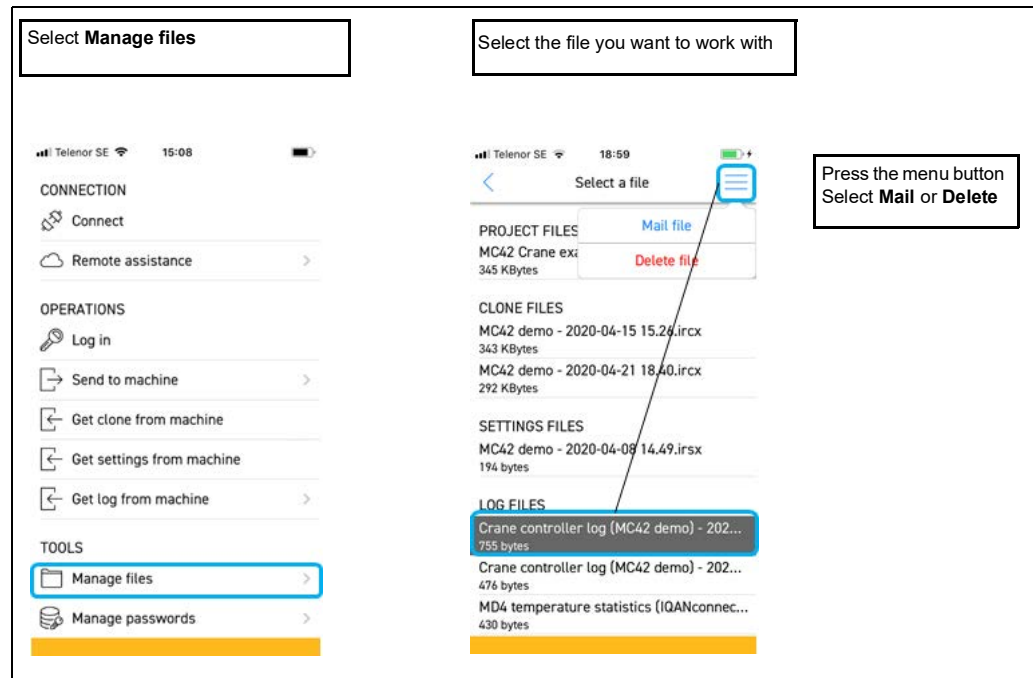 Select Manage files
Select the file you want to work with
Press the menu button
Select Mail or Delete
Telenor SE 15:08
CONNECTION
Connect
Remote assistance
OPERATIONS
Log in
Send to machine
Get clone from machine
Get settings from machine
Get log from machine
TOOLS
Manage files
Manage passwords
Telenor SE 18:59
Select a file
Mail file
Delete file
PROJECT FILES
MC42 Crane exa
345 KBytes
CLONE FILES
MC42 demo - 2020-04-15 15.26.ircx
343 KBytes
MC42 demo - 2020-04-21 18.40.ircx
292 KBytes
SETTINGS FILES
MC42 demo - 2020-04-08 14.49.irsx
194 bytes
LOG FILES
Crane controller log (MC42 demo) - 202...
755 bytes
Crane controller log (MC42 demo) - 202...
476 bytes
MD4 temperature statistics (IQANconnec...
430 bytes